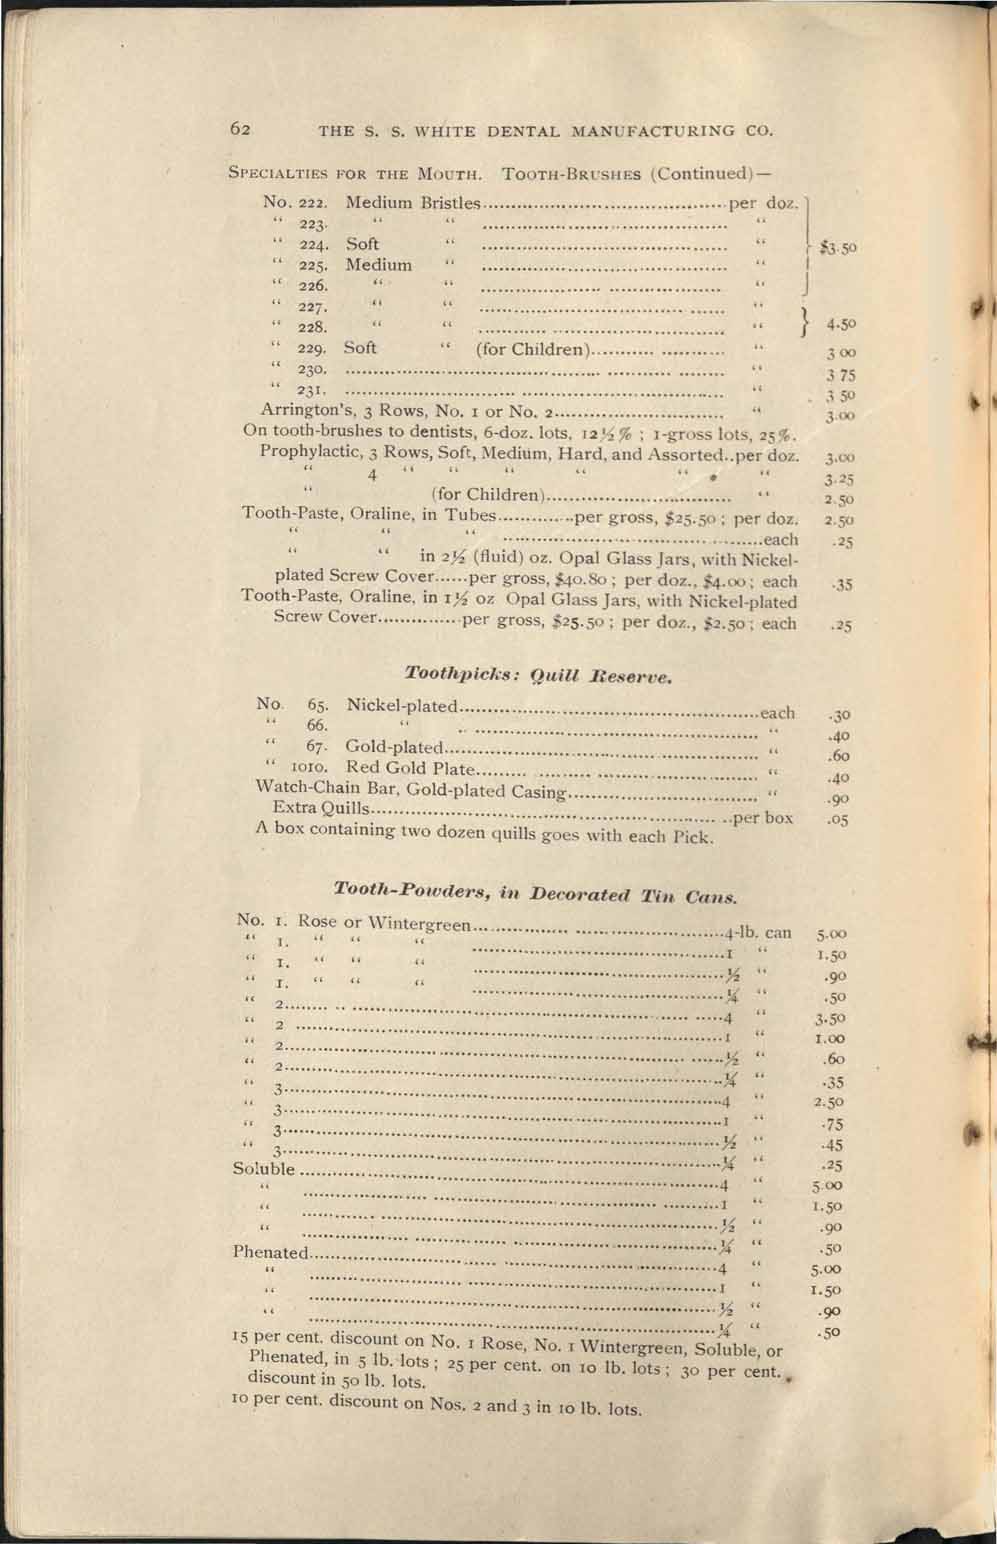 62 THE S. S. WHITE DENTAL MANUFACTURING CO.
SPECIALTIES FOR THE MOUTH. TOOTH-BRUSHES (Continued)—
No. 222. Medium Bristles........................................per doz.
“ 223. “ “ ........................................ “
“ 224. Soft “ ........................................ “ } $3.50
“ 225. Medium “ ........................................ “
“ 226. “ “ ........................................ “
“ 227. “ “ ........................................ “
“ 228. “ “ ........................................ “ } 4.50
“ 229. Soft “ (for Children)....................... “ 3 00
“ 230. ............................................................ “ 3 75
“ 231. ............................................................ “ 3 50
Arrington's, 3 Rows, No. 1 or No. 2............................ “ 3.00
On tooth-brushes to dentists, 6-doz. lots, 12½% ; 1-gross lots, 25%.
Prophylactic, 3 Rows, Soft, Medium, Hard, and Assorted..per doz. 3.00
“ 4 “ “ “ “ “ “ 3.25
“ (for Children)............................... “ 2.50
Tooth-Paste, Oraline, in Tubes..............per gross, $25.50 ; per doz. 2.50
“ “ “ ............................................each .25
“ “ in 2½ (fluid) oz. Opal Glass Jars, with Nickel-
plated Screw Cover......per gross, $40.80 ; per doz., $4.00 ; each .35
Tooth-Paste, Oraline, in 1½ oz Opal Glass Jars, with Nickel-plated
Screw Cover...............per gross, $25.50 ; per doz., $2.50 ; each .25
Toothpicks: Quill Reserve.
No. 65. Nickel-plated..................................................each .30
“ 66. “ .................................................. “ .40
“ 67. Gold-plated.................................................. “ .60
“ 1010. Red Gold Plate............................................ “ .40
Watch-Chain Bar, Gold-plated Casing............................ “ .90
Extra Quills............................................................per box .05
A box containing two dozen quills goes with each Pick.
Tooth-Powders, in Decorated Tin Cans.
No. 1. Rose or Wintergreen........................................4-lb. can 5.00
“ 1. “ “ “ ........................................1 “ 1.50
“ 1. “ “ “ ........................................½ “ .90
“ 1. “ “ “ ........................................¼ “ .50
“ 2......................................................................4 “ 3.50
“ 2 ......................................................................1 “ 1.00
“ 2......................................................................½ “ .60
“ 2......................................................................¼ “ .35
“ 3......................................................................4 “ 2.50
“ 3......................................................................1 “ .75
“ 3......................................................................½ “ .45
“ 3......................................................................¼ “ .25
Soluble ..................................................................4 “ 5.00
“ ..................................................................1 “ 1.50
“ ..................................................................½ “ .90
“ ..................................................................¼ “ .50
Phenated..................................................................4 “ 5.00
“ ..................................................................1 “ 1.50
“ ..................................................................½ “ .90
“ ..................................................................¼ “ .50
15 per cent. discount on No. 1 Rose, No. 1 Wintergreen, Soluble, or
Phenated, in 5 lb. lots ; 25 per cent. on 10 lb. lots ; 30 per cent.
discount in 50 lb. lots.
10 per cent. discount on Nos. 2 and 3 in 10 lb. lots.